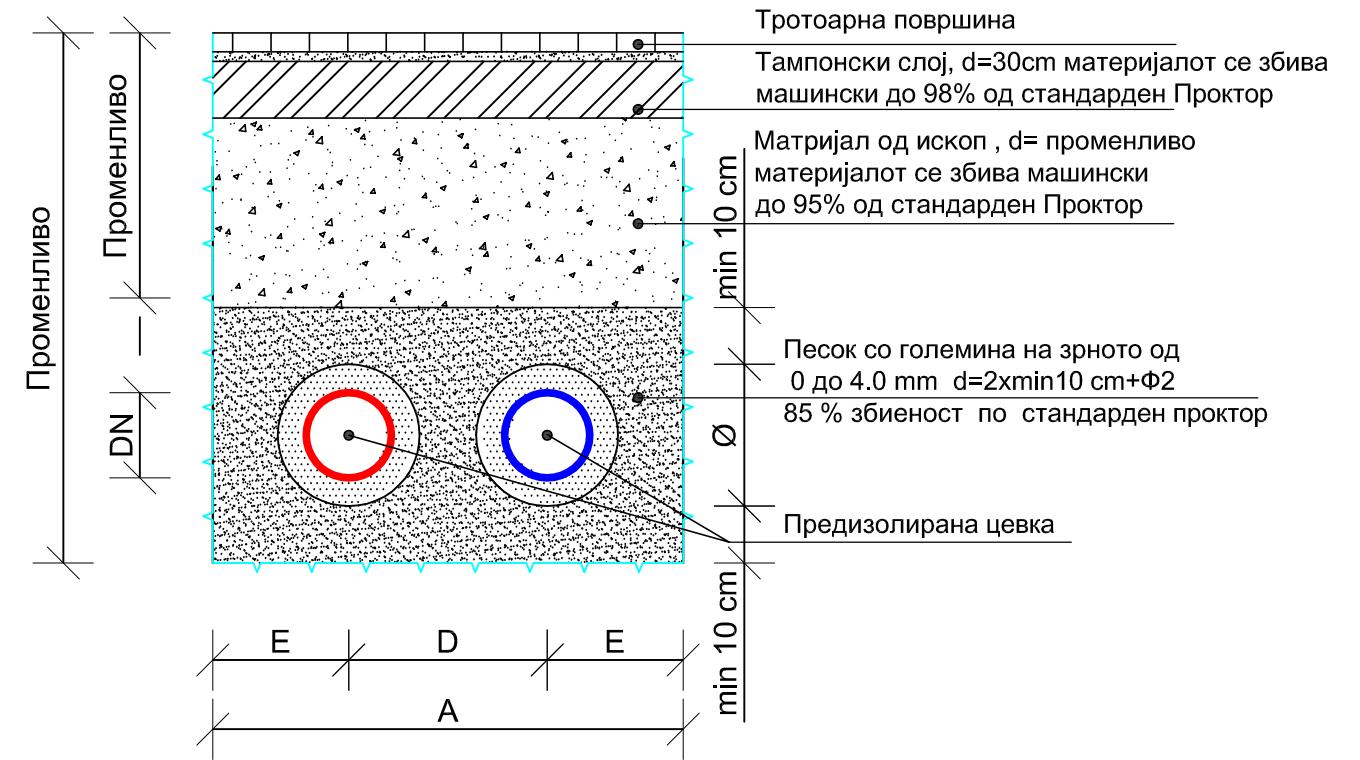 Тротоарна површина
Тампонски слој, d=30cm материјалот се збива
машински до 98% од стандарден Проктор
Матријал од ископ , d= променливо
материјалот се збива машински
до 95% од стандарден Проктор
Песок со големина на зрното од
0 до 4.0 mm d=2xmin10 cm+Ф2
85 % збиеност по стандарден проктор
Предизолирана цевка
Променливо
Променливо
DN
min 10 cm
Ø
min 10 cm
E
D
E
A